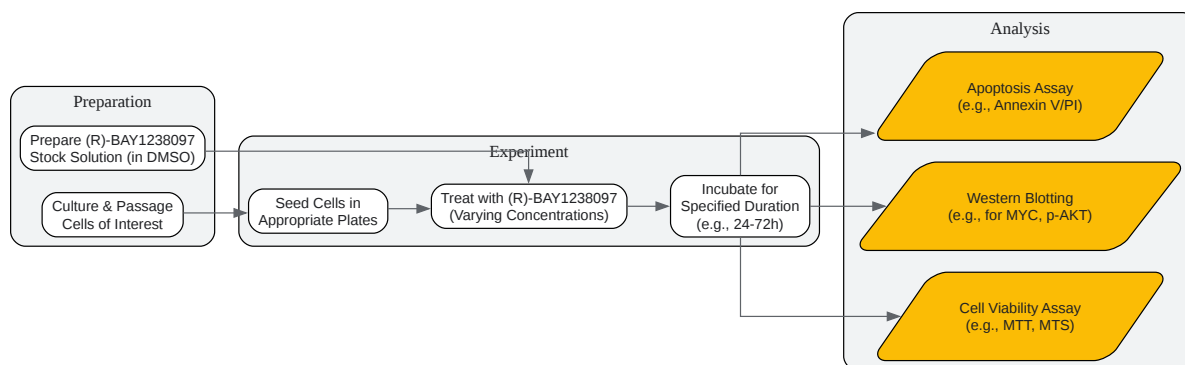 Preparation
Prepare (R)-BAY1238097
Stock Solution (in DMSO)
Culture & Passage
Cells of Interest
Experiment
Seed Cells in
Appropriate Plates
Treat with (R)-BAY1238097
(Varying Concentrations)
Incubate for
Specified Duration
(e.g., 24-72h)
Analysis
Apoptosis Assay
(e.g., Annexin V/PI)
Western Blotting
(e.g., for MYC, p-AKT)
Cell Viability Assay
(e.g., MTT, MTS)